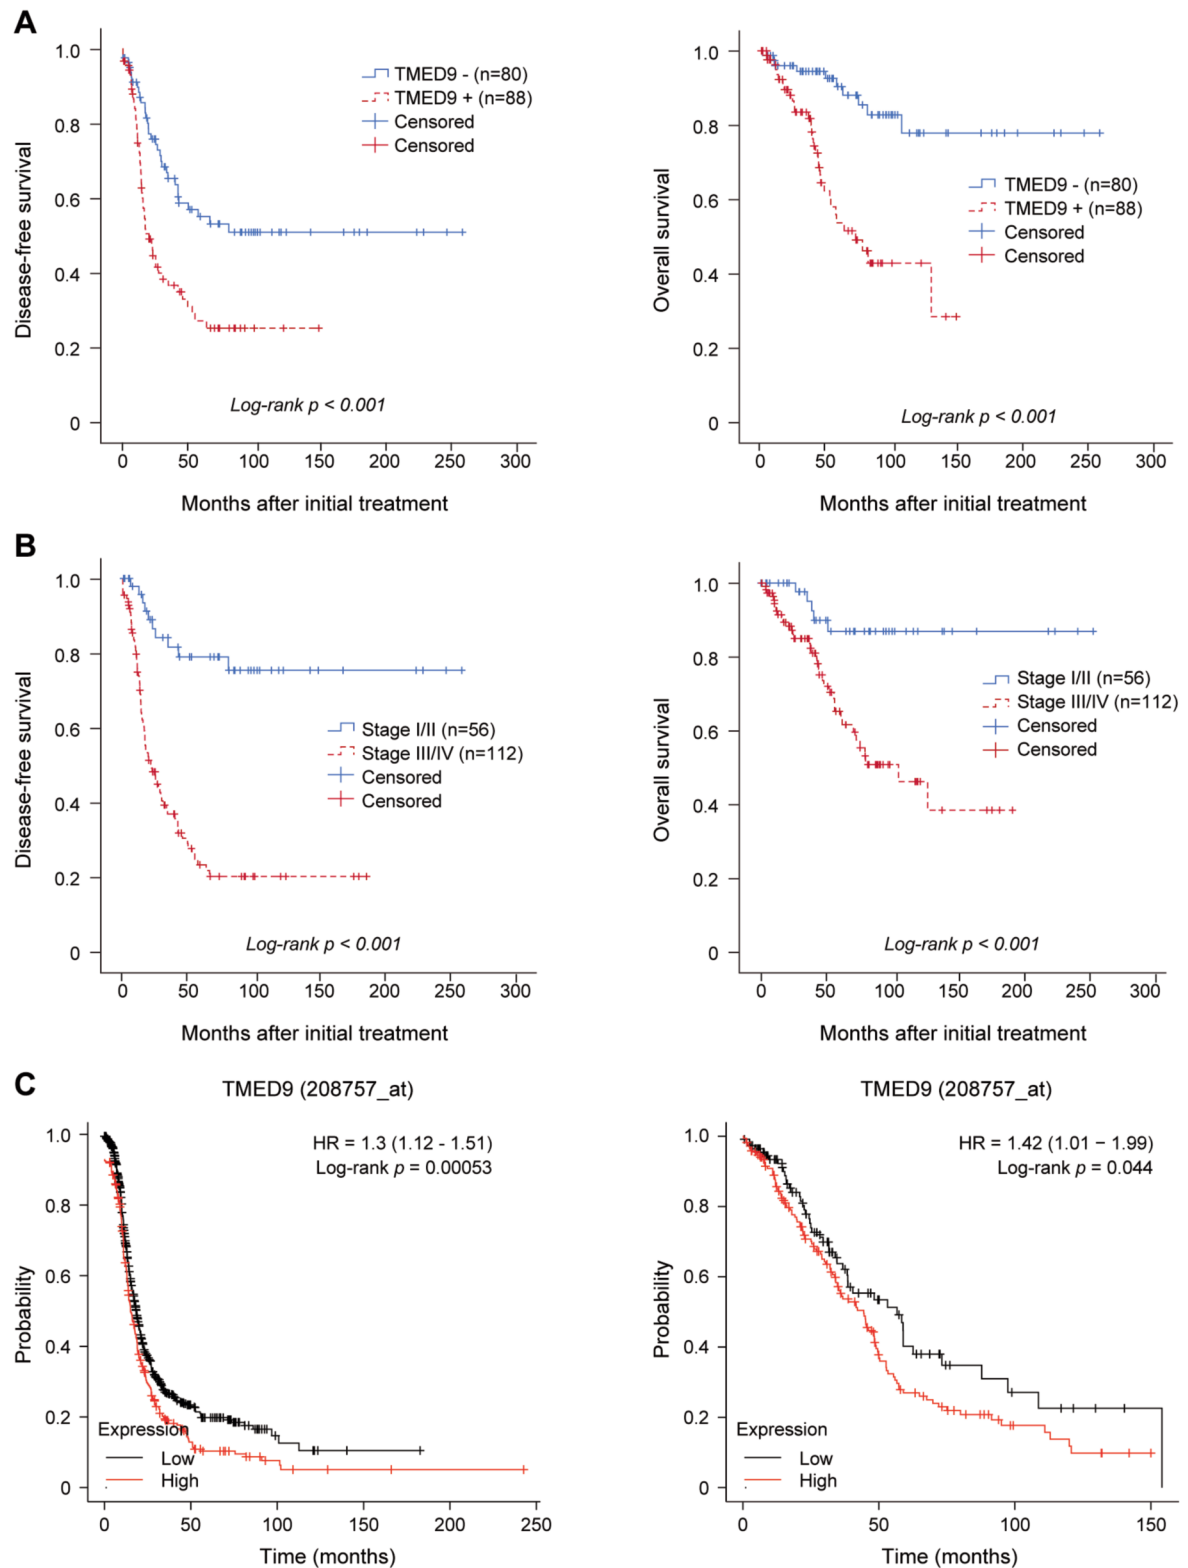 A
Disease-free survival
1.0
0.8
0.6
0.4
0.2
0
TMED9 - (n=80)
TMED9 + (n=88)
Censored
Censored
Log-rank p < 0.001
0 50 100 150 200 250 300
Months after initial treatment
Overall survival
1.0
0.8
0.6
0.4
0.2
0
TMED9 - (n=80)
TMED9 + (n=88)
Censored
Censored
Log-rank p < 0.001
0 50 100 150 200 250 300
Months after initial treatment
B
Disease-free survival
1.0
0.8
0.6
0.4
0.2
0
Stage I/II (n=56)
Stage III/IV (n=112)
Censored
Censored
Log-rank p < 0.001
0 50 100 150 200 250 300
Months after initial treatment
Overall survival
1.0
0.8
0.6
0.4
0.2
0
Stage I/II (n=56)
Stage III/IV (n=112)
Censored
Censored
Log-rank p < 0.001
0 50 100 150 200 250 300
Months after initial treatment
C
TMED9 (208757_at)
Probability
1.0
0.8
0.6
0.4
0.2
0
HR = 1.3 (1.12 - 1.51)
Log-rank p = 0.00053
Expression
Low
High
0 50 100 150 200 250
Time (months)
TMED9 (208757_at)
Probability
1.0
0.8
0.6
0.4
0.2
0
HR = 1.42 (1.01 − 1.99)
Log-rank p = 0.044
Expression
Low
High
0 50 100 150
Time (months)